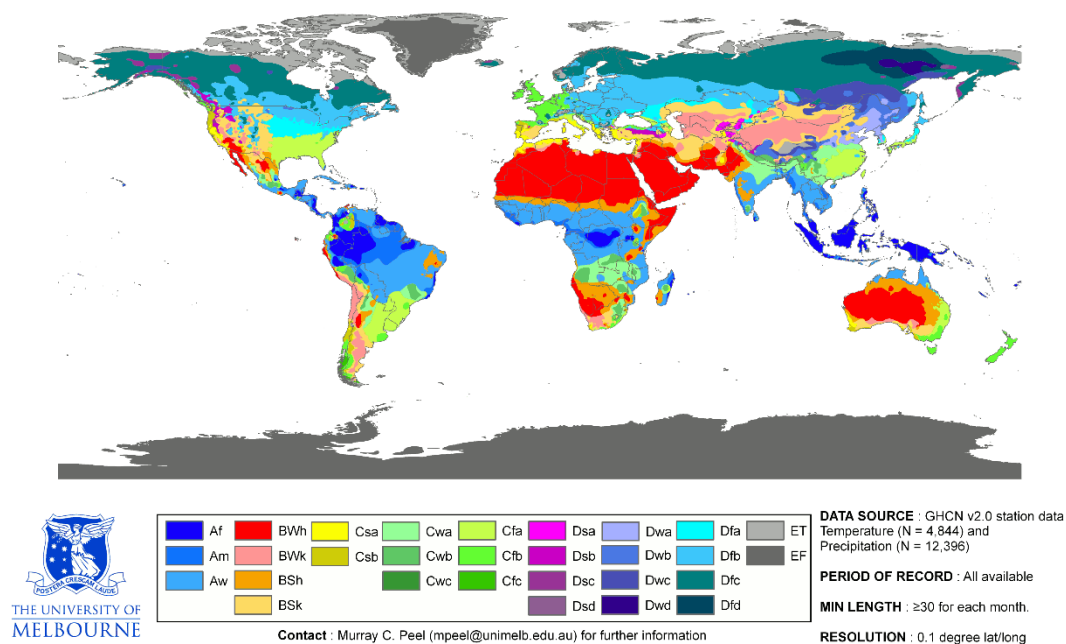 Af BWh Csa Cwa Cfa Dsa Dwa Dfa ET
Am BWk Csb Cwb Cfb Dsb Dwb Dfb EF
Aw BSh Cwc Cfc Dsc Dwc Dfc
BSk Dsd Dwd Dfd
DATA SOURCE : GHCN v2.0 station data
Temperature (N = 4,844) and
Precipitation (N = 12,396)
PERIOD OF RECORD : All available
MIN LENGTH : ≥30 for each month.
RESOLUTION : 0.1 degree lat/long
POSTERA CRESCAM LAUDE
THE UNIVERSITY OF
MELBOURNE
Contact : Murray C. Peel (mpeel@unimelb.edu.au) for further information